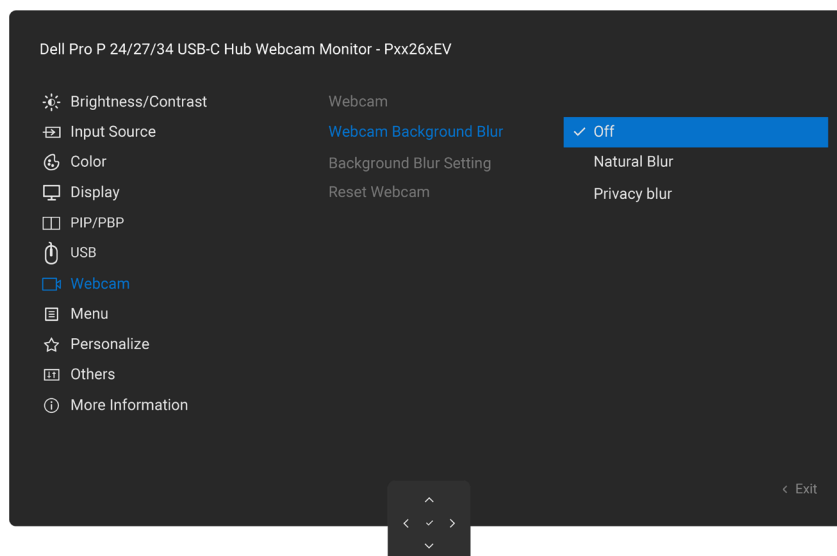 Dell Pro P 24/27/34 USB-C Hub Webcam Monitor - Pxx26xEV
Brightness/Contrast
Input Source
Color
Display
PIP/PBP
USB
Webcam
Menu
Personalize
Others
More Information
Webcam
Webcam Background Blur
Background Blur Setting
Reset Webcam
Off
Natural Blur
Privacy blur
Exit